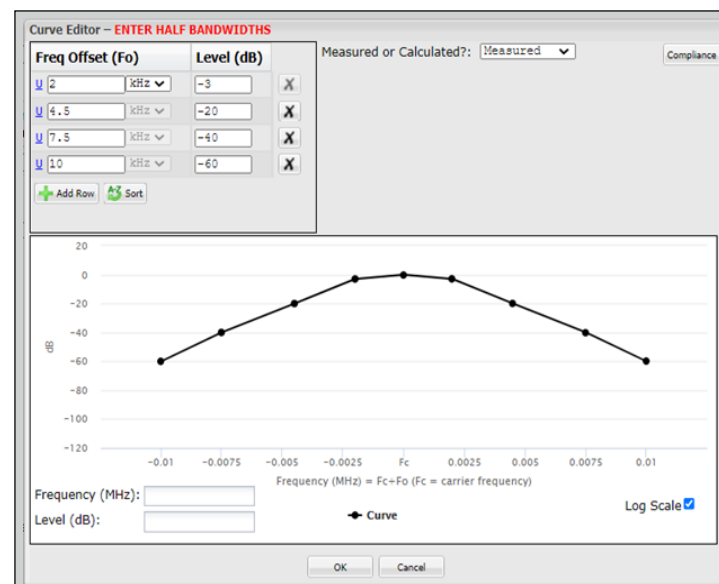 Curve Editor – ENTER HALF BANDWIDTHS
Freq Offset (Fo) Level (dB) Measured or Calculated?: Measured Compliance
U 2 kHz -3 X
U 4.5 kHz -20 X
U 7.5 kHz -40 X
U 10 kHz -60 X
Add Row AZ Sort
20
0
-20
-40
-60
-80
-100
-120
dB
-0.01 -0.0075 -0.005 -0.0025 Fc 0.0025 0.005 0.0075 0.01
Frequency (MHz) = Fc+Fo (Fc = carrier frequency)
Frequency (MHz):
Level (dB):
Curve
Log Scale
OK Cancel